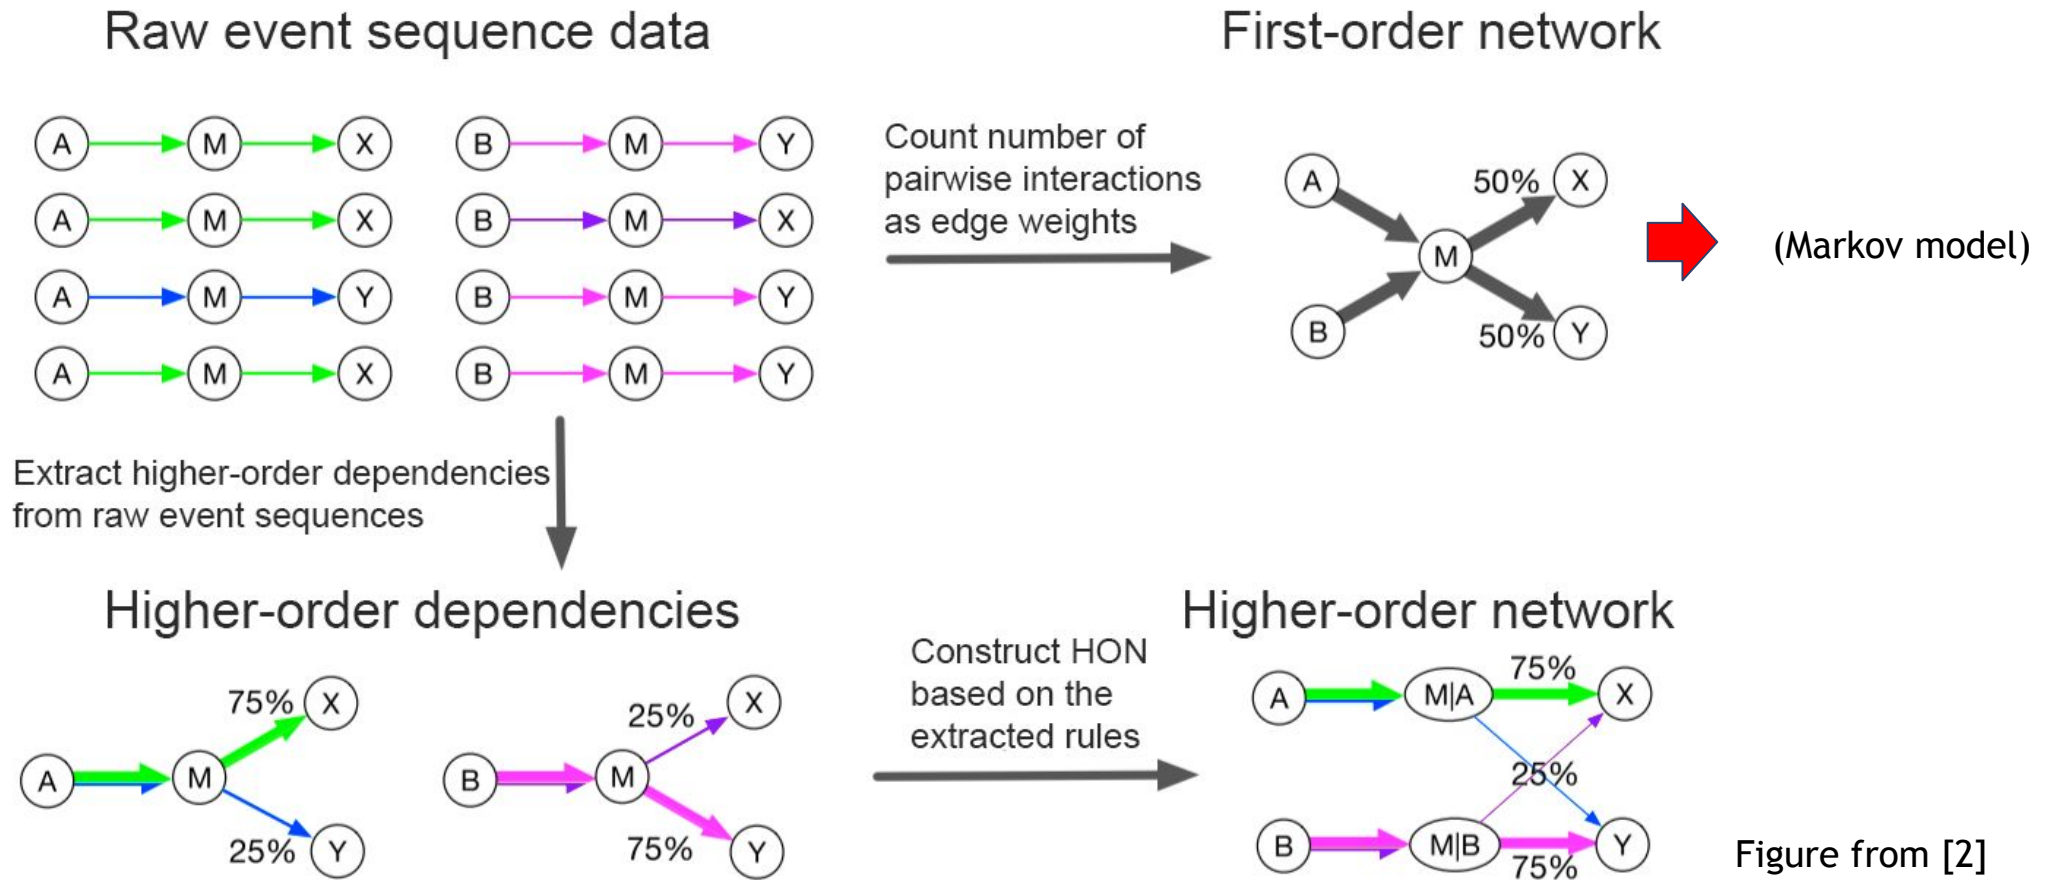 Raw event sequence data
First-order network
A M X
B M Y
A M X
B M X
A M Y
B M Y
A M X
B M Y
Count number of
pairwise interactions
as edge weights
A
B
M
50% X
50% Y
(Markov model)
Extract higher-order dependencies
from raw event sequences
Higher-order dependencies
75% X
A M
25% Y
25% X
B M
75% Y
Construct HON
based on the
extracted rules
Higher-order network
75%
A M|A X
25%
B M|B Y
75%
Figure from [2]